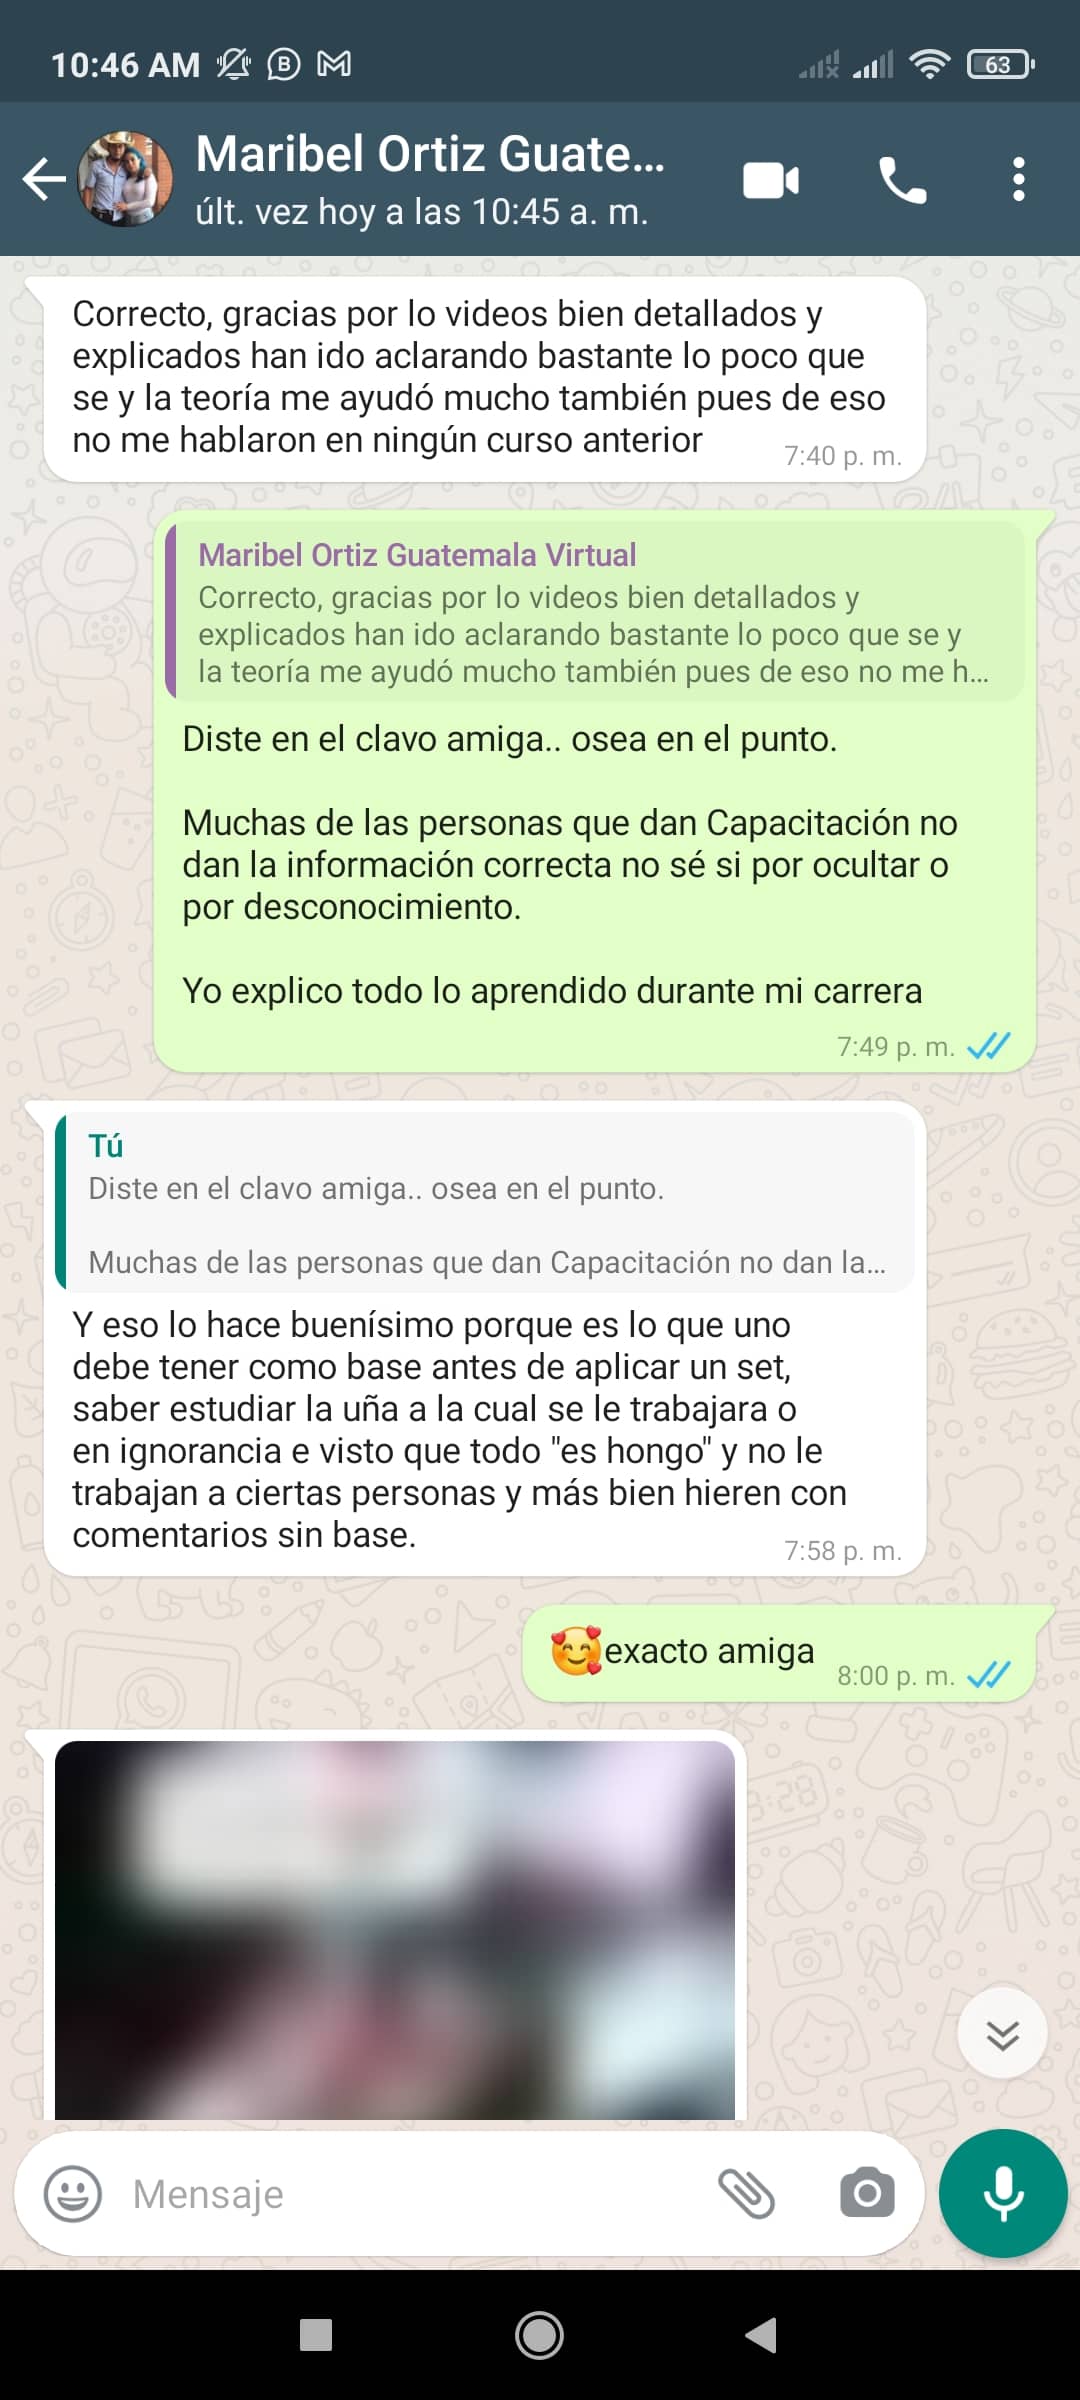 10:46 AM
63
Maribel Ortiz Guate...
últ. vez hoy a las 10:45 a. m.
Correcto, gracias por lo videos bien detallados y
explicados han ido aclarando bastante lo poco que
se y la teoría me ayudó mucho también pues de eso
no me hablaron en ningún curso anterior
7:40 p. m.
Maribel Ortiz Guatemala Virtual
Correcto, gracias por lo videos bien detallados y
explicados han ido aclarando bastante lo poco que se y
la teoría me ayudó mucho también pues de eso no me h...
Diste en el clavo amiga.. osea en el punto.
Muchas de las personas que dan Capacitación no
dan la información correcta no sé si por ocultar o
por desconocimiento.
Yo explico todo lo aprendido durante mi carrera
7:49 p. m.
Tú
Diste en el clavo amiga.. osea en el punto.
Muchas de las personas que dan Capacitación no dan la...
Y eso lo hace buenísimo porque es lo que uno
debe tener como base antes de aplicar un set,
saber estudiar la uña a la cual se le trabajara o
en ignorancia e visto que todo "es hongo" y no le
trabajan a ciertas personas y más bien hieren con
comentarios sin base.
7:58 p. m.
🥰exacto amiga
8:00 p. m.
Mensaje